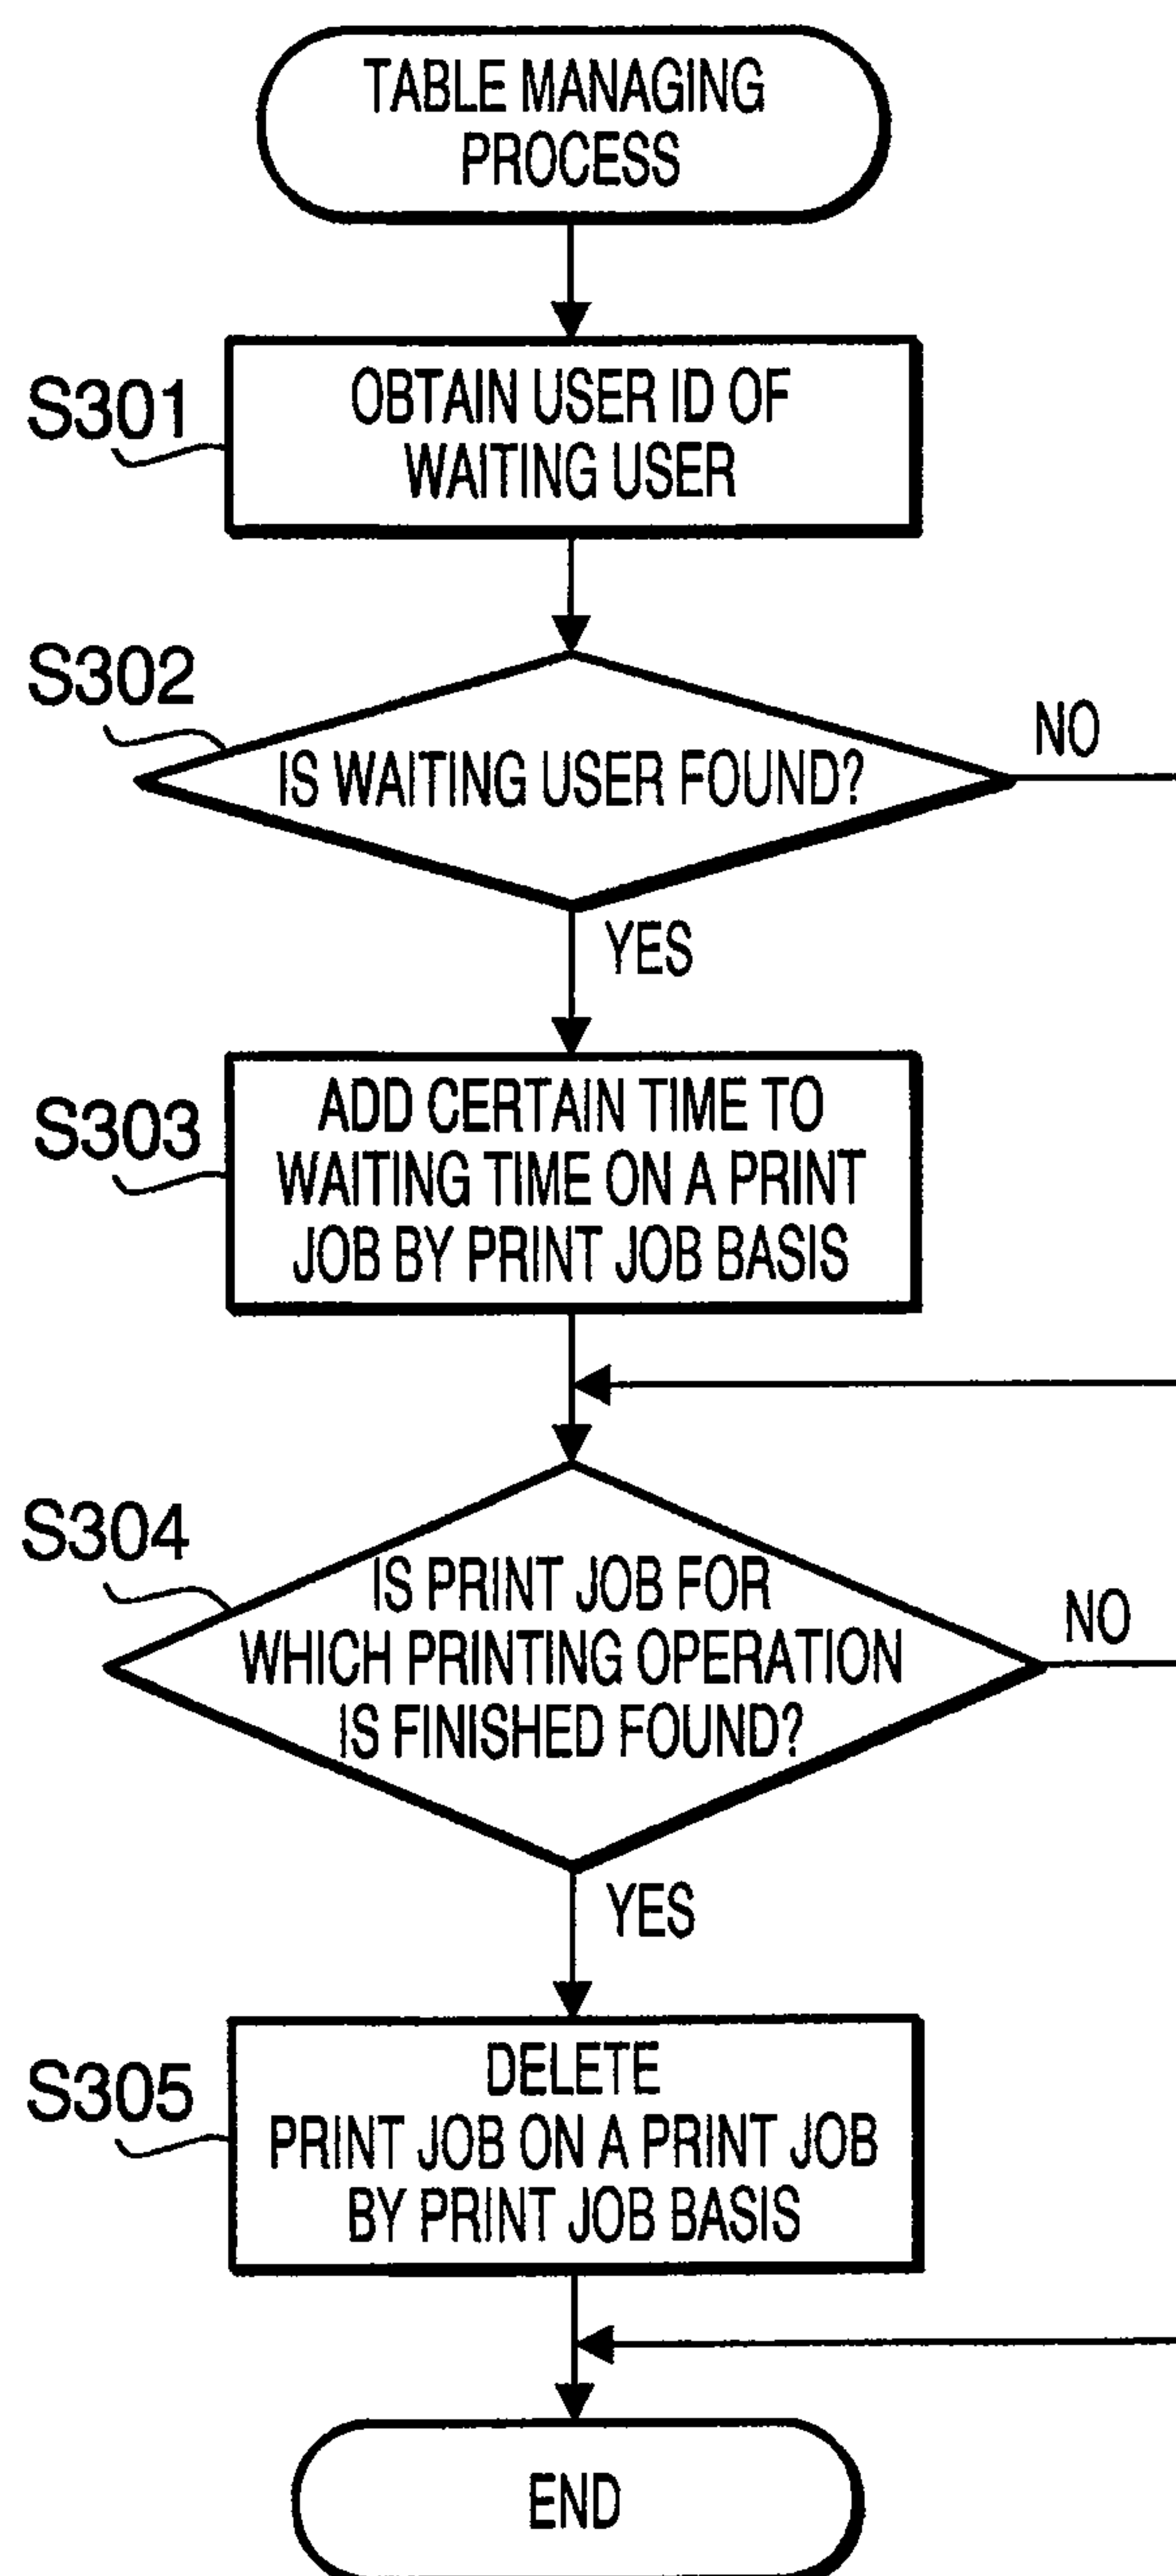 TABLE MANAGING
PROCESS
S301
OBTAIN USER ID OF
WAITING USER
S302
IS WAITING USER FOUND?
NO
YES
S303
ADD CERTAIN TIME TO
WAITING TIME ON A PRINT
JOB BY PRINT JOB BASIS
S304
IS PRINT JOB FOR
WHICH PRINTING OPERATION
IS FINISHED FOUND?
NO
YES
S305
DELETE
PRINT JOB ON A PRINT JOB
BY PRINT JOB BASIS
END